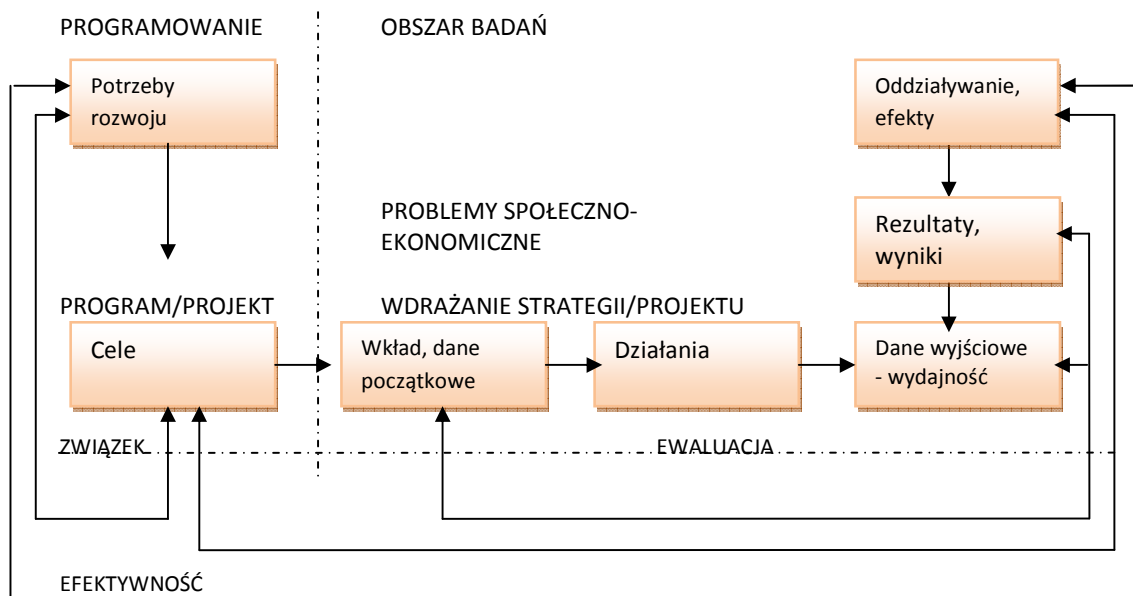 PROGRAMOWANIE
OBSZAR BADAŃ
Potrzeby
rozwoju
Oddziaływanie,
efekty
PROBLEMY SPOŁECZNO-
EKONOMICZNE
Rezultaty,
wyniki
PROGRAM/PROJEKT
WDRAŻANIE STRATEGII/PROJEKTU
Cele
Wkład, dane
początkowe
Działania
Dane wyjściowe
- wydajność
ZWIĄZEK
EWALUACJA
EFEKTYWNOŚĆ